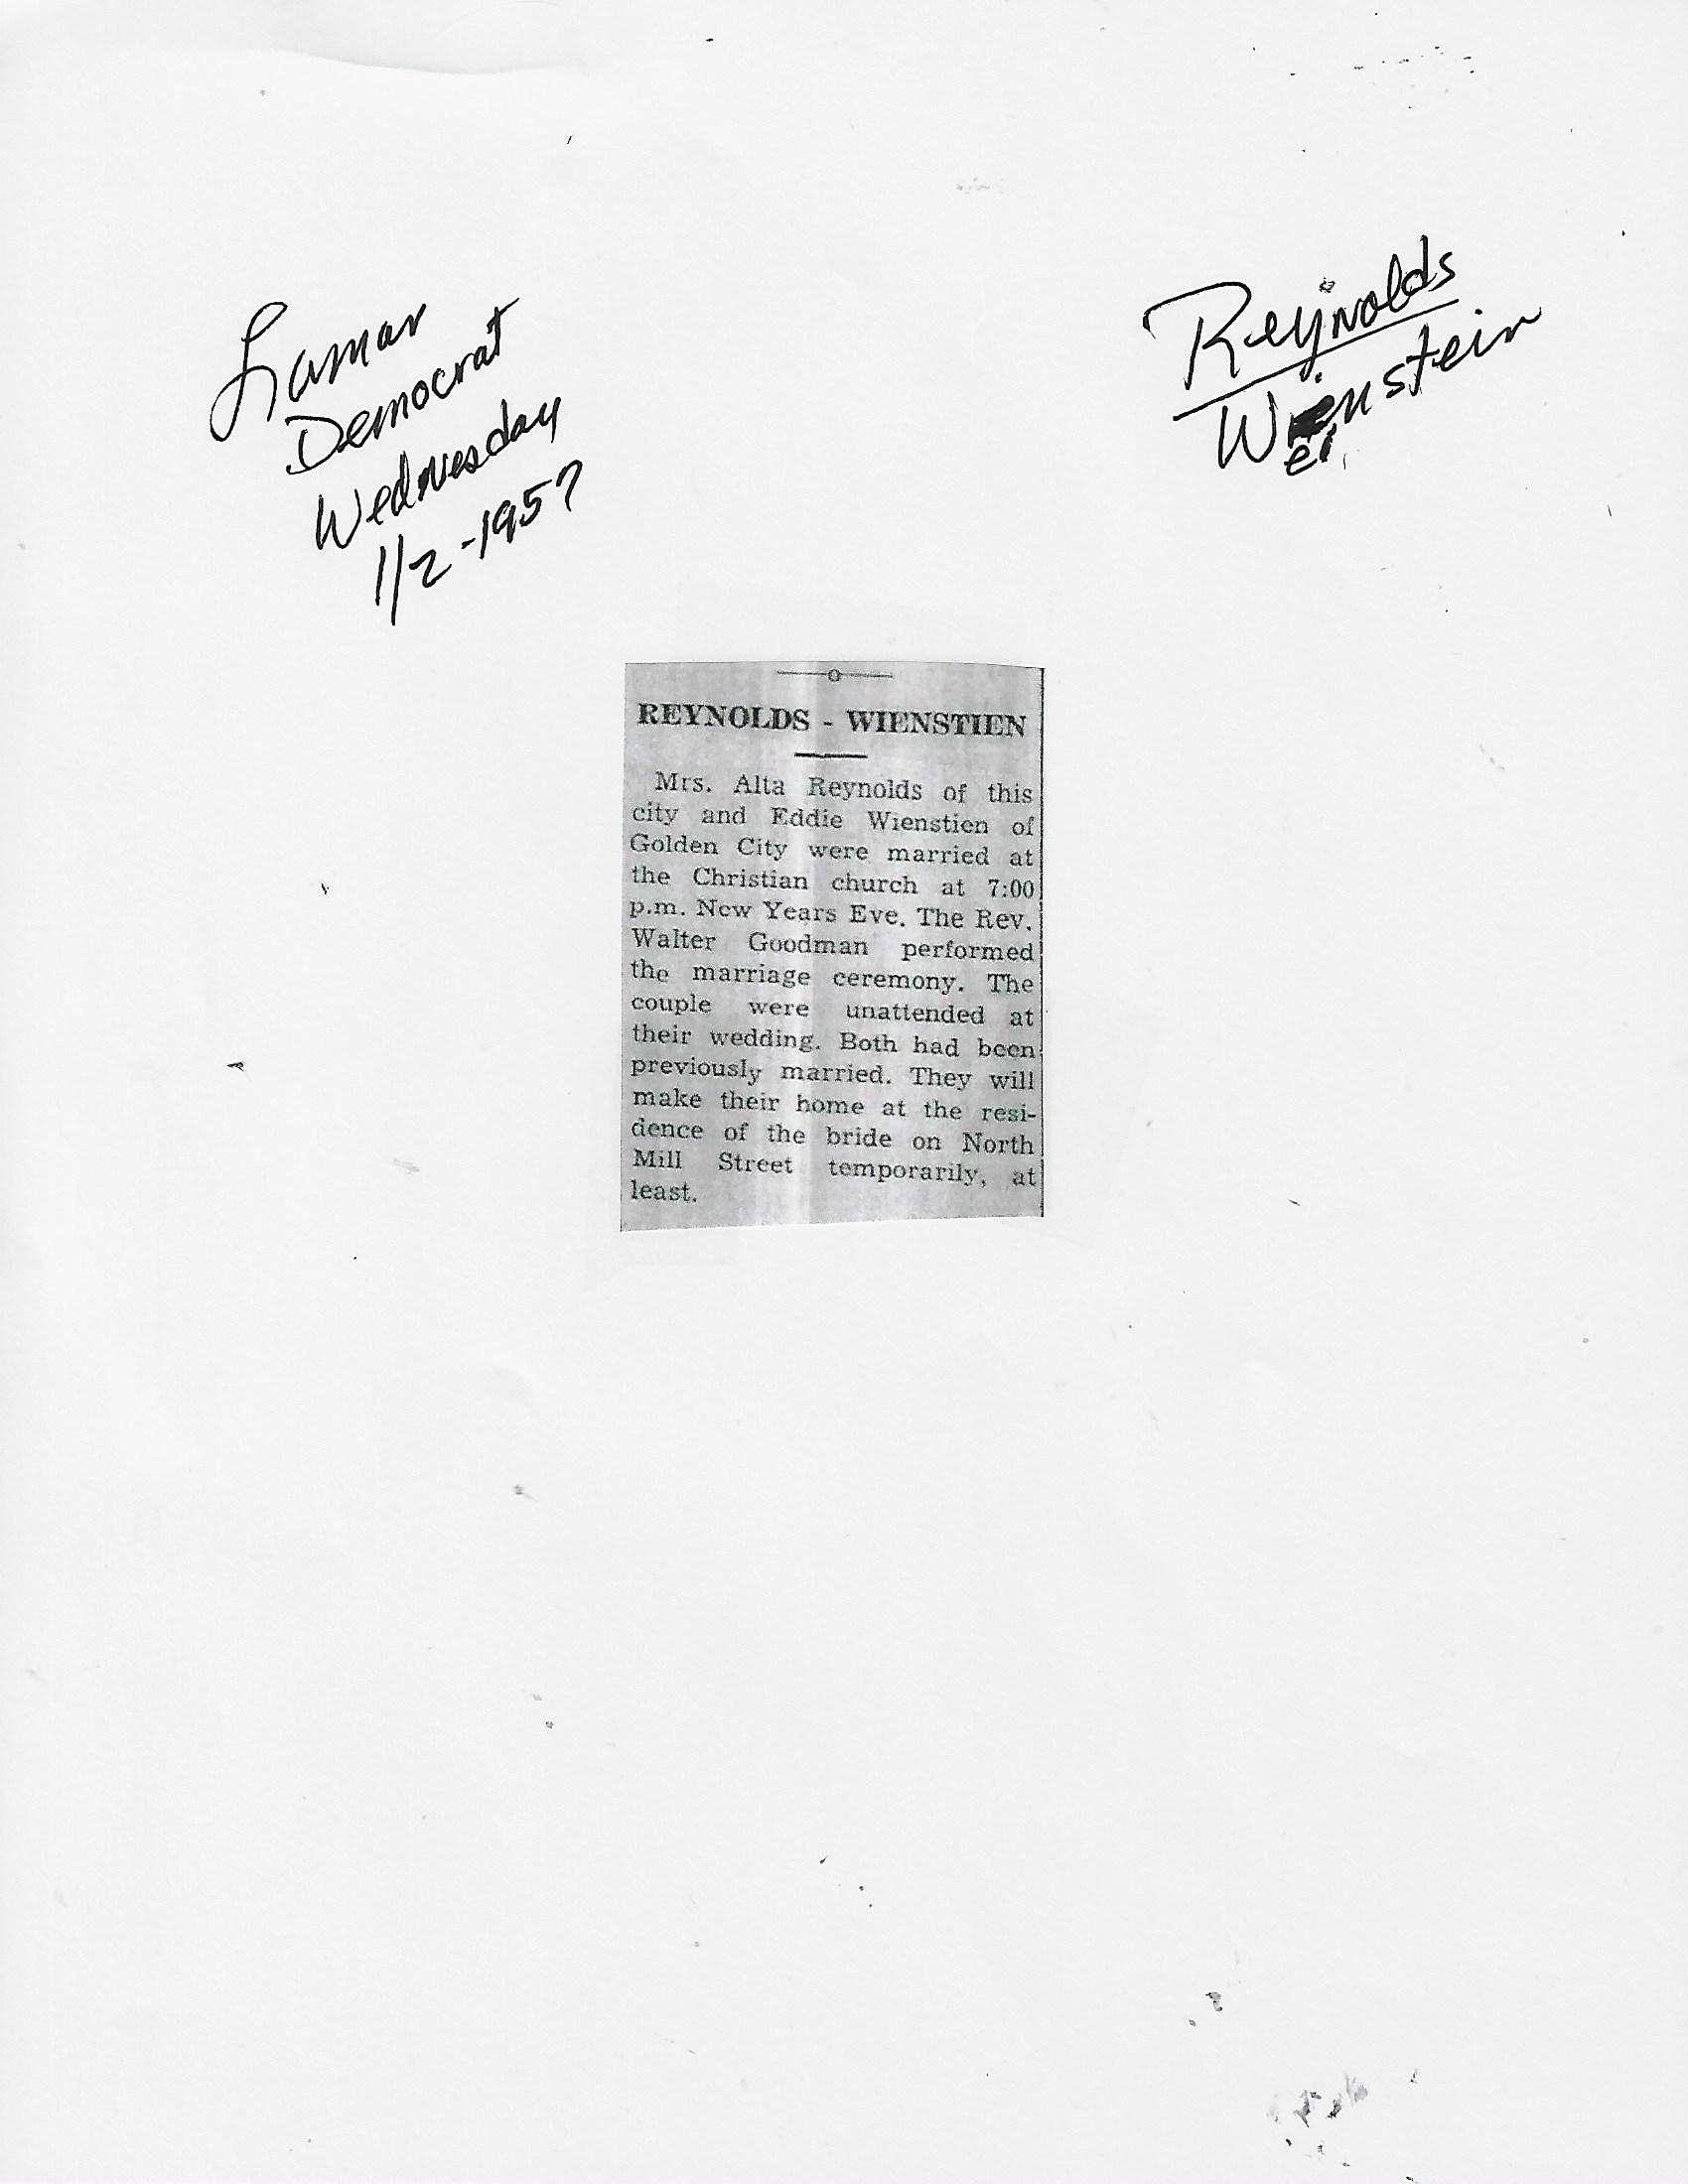 Lamar
Democrat
Wednesday
1/2-1957
Reynolds
Weinstein
REYNOLDS - WIENSTIEN
Mrs. Alta Reynolds of this
city and Eddie Wienstien of
Golden City were married at
the Christian church at 7:00
p.m. New Years Eve. The Rev.
Walter Goodman performed
the marriage ceremony. The
couple were unattended at
their wedding. Both had been
previously married. They will
make their home at the resi-
dence of the bride on North
Mill Street temporarily, at
least.